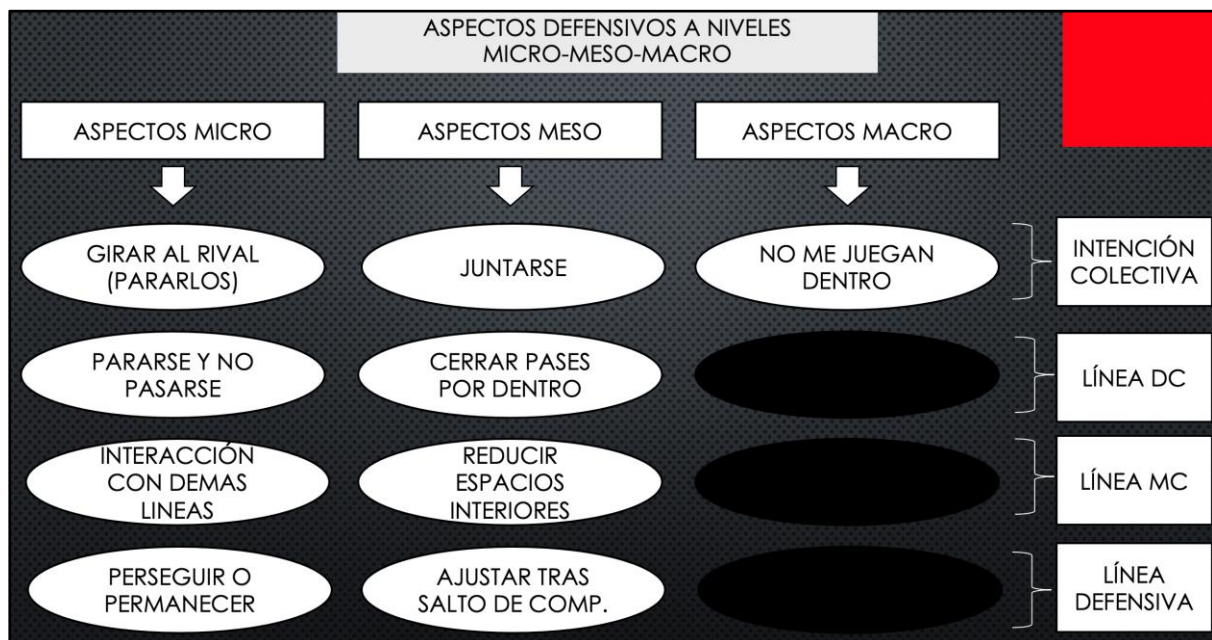 ASPECTOS DEFENSIVOS A NIVELES
MICRO-MESO-MACRO
ASPECTOS MICRO
ASPECTOS MESO
ASPECTOS MACRO
GIRAR AL RIVAL
(PARARLOS)
JUNTARSE
NO ME JUEGAN
DENTRO
INTENCIÓN
COLECTIVA
PARARSE Y NO
PASARSE
CERRAR PASES
POR DENTRO
LÍNEA DC
INTERACCIÓN
CON DEMAS
LINEAS
REDUCIR
ESPACIOS
INTERIORES
LÍNEA MC
PERSEGUIR O
PERMANECER
AJUSTAR TRAS
SALTO DE COMP.
LÍNEA
DEFENSIVA